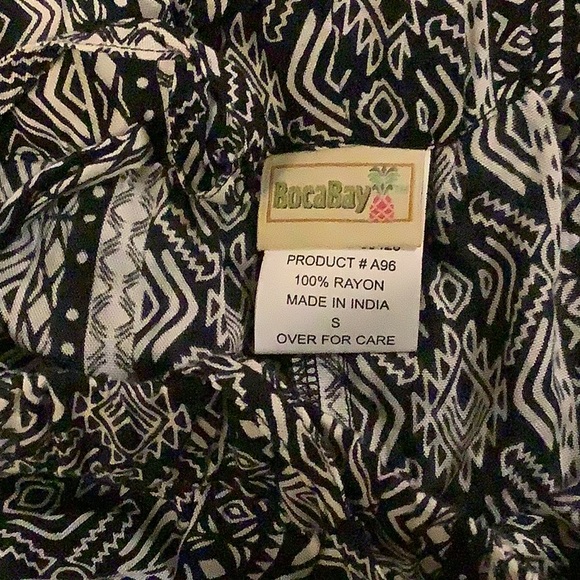 BocaBay
PRODUCT # A96
100% RAYON
MADE IN INDIA
S
OVER FOR CARE